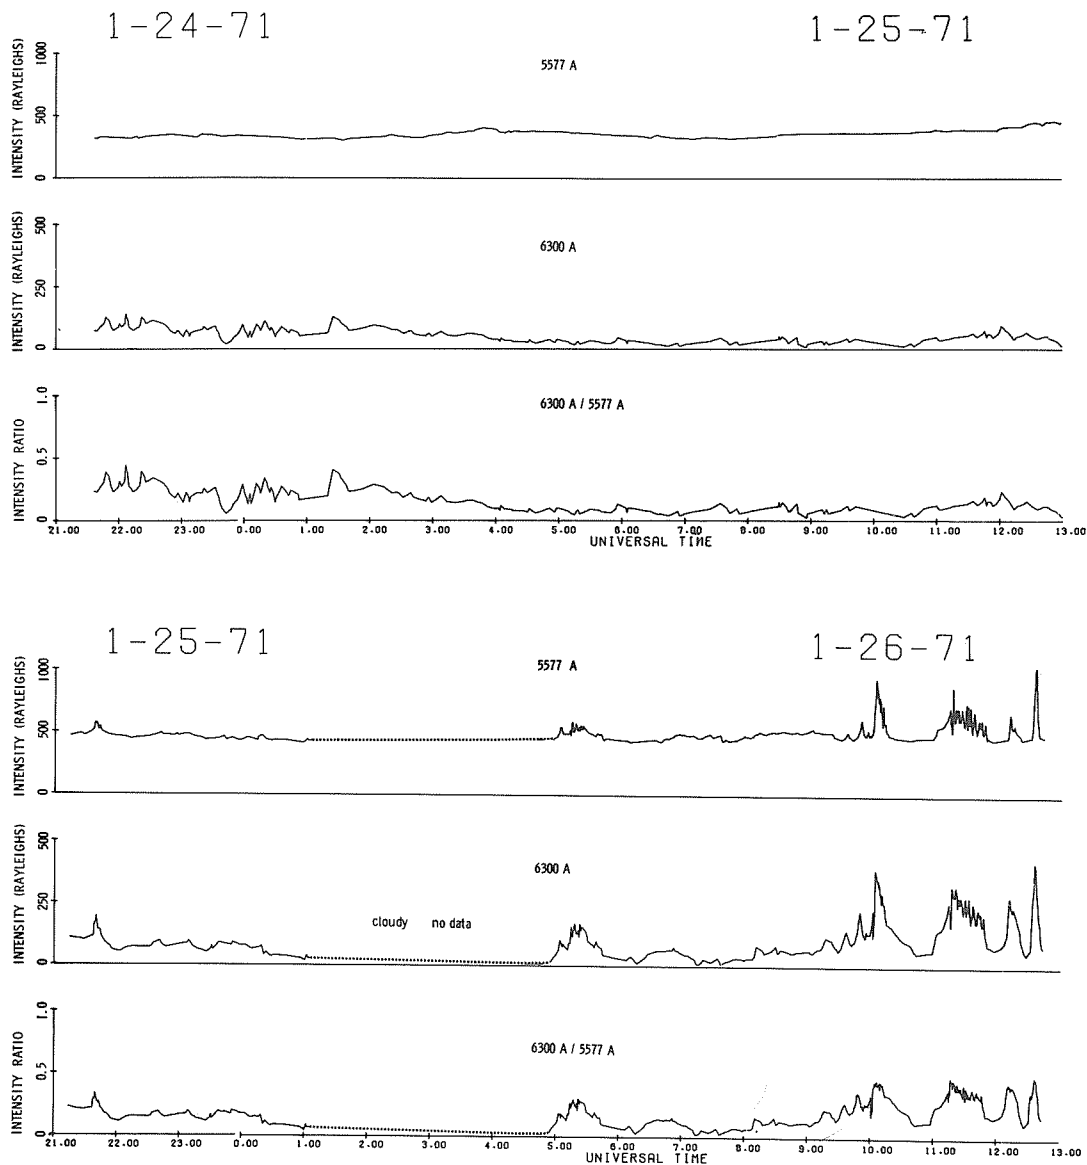 1-24-71 1-25-71
5577 A
INTENSITY (RAYLEIGHS)
0 500 1000
6300 A
INTENSITY (RAYLEIGHS)
0 250 500
6300 A / 5577 A
INTENSITY RATIO
0 0.5 1.0
21.00 22.00 23.00 0.00 1.00 2.00 3.00 4.00 5.00 6.00 7.00 8.00 9.00 10.00 11.00 12.00 13.00
UNIVERSAL TIME
1-25-71 1-26-71
5577 A
INTENSITY (RAYLEIGHS)
0 500 1000
6300 A
INTENSITY (RAYLEIGHS)
0 250 500
cloudy no data
6300 A / 5577 A
INTENSITY RATIO
0 0.5 1.0
21.00 22.00 23.00 0.00 1.00 2.00 3.00 4.00 5.00 6.00 7.00 8.00 9.00 10.00 11.00 12.00 13.00
UNIVERSAL TIME